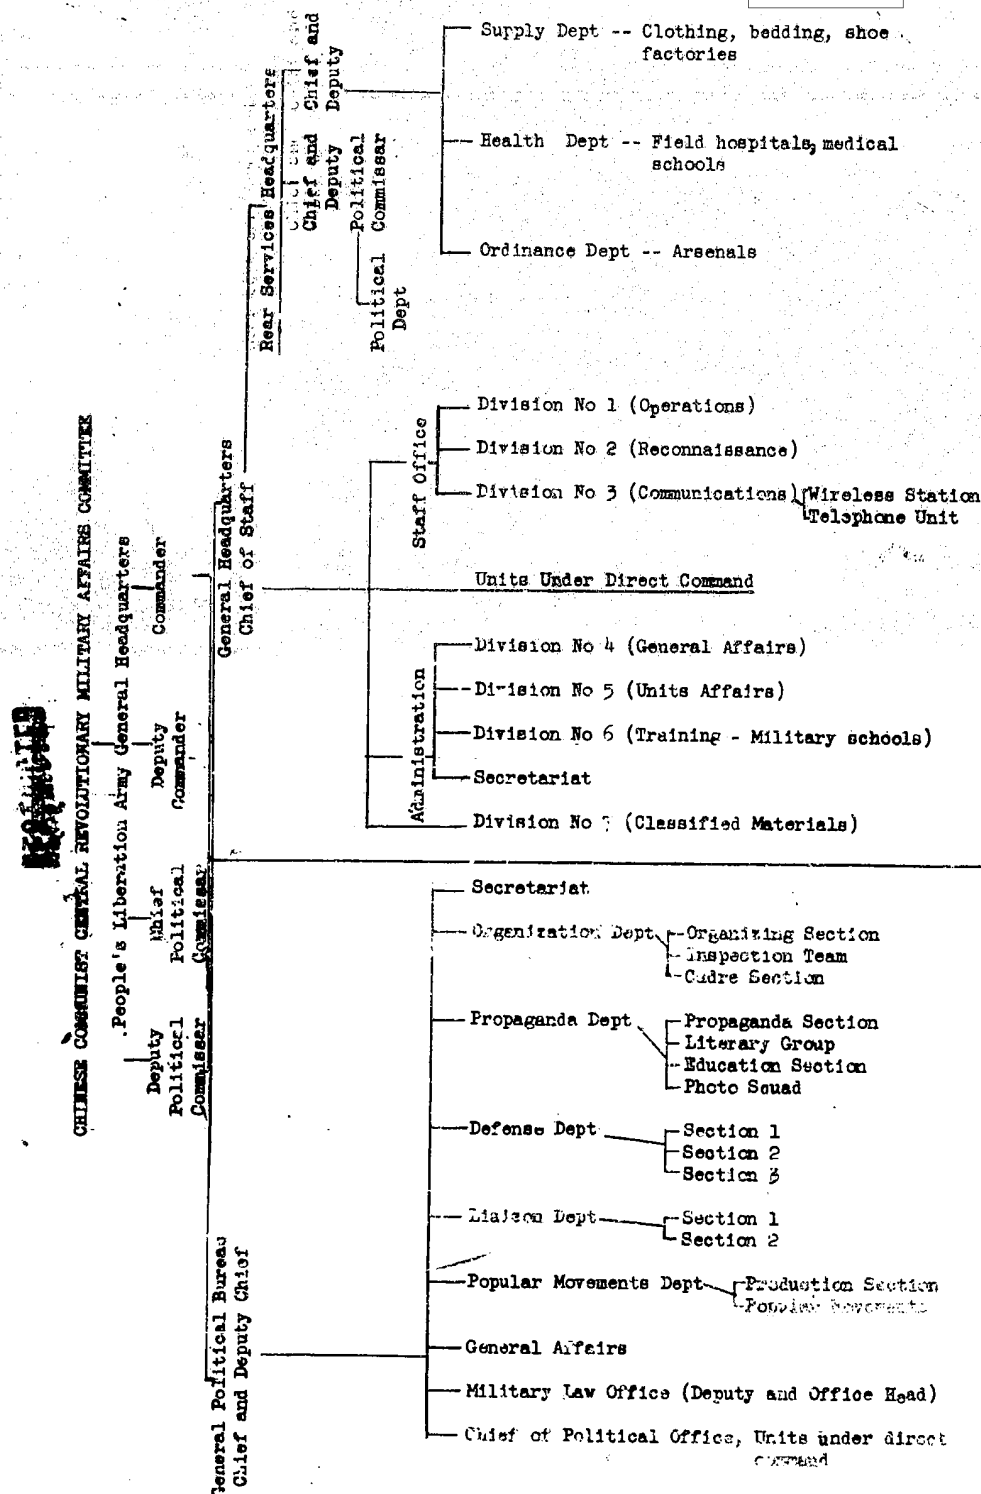 CHINESE COMMUNIST CENTRAL REVOLUTIONARY MILITARY AFFAIRS COMMITTEE
People's Liberation Army General Headquarters
Commander
Deputy
Commander
Chief
Political
Commissar
Deputy
Political
Commissar
General Headquarters
Chief of Staff
Rear Services Headquarters
Chief and
Deputy
Chief and
Deputy
Political
Commissar
Political
Dept
Supply Dept -- Clothing, bedding, shoe
factories
Health Dept -- Field hospitals, medical
schools
Ordinance Dept -- Arsenals
Staff Office
Division No 1 (Operations)
Division No 2 (Reconnaissance)
Division No 3 (Communications)
Wireless Station
Telephone Unit
Units Under Direct Command
Administration
Division No 4 (General Affairs)
Division No 5 (Units Affairs)
Division No 6 (Training - Military schools)
Secretariat
Division No (Classified Materials)
General Political Bureau
Chief and Deputy Chief
Secretariat
Organization Dept
Organizing Section
Inspection Team
Cadre Section
Propaganda Dept
Propaganda Section
Literary Group
Education Section
Photo Squad
Defense Dept
Section 1
Section 2
Section 3
Liaison Dept
Section 1
Section 2
Popular Movements Dept
Production Section
Popular Movements
General Affairs
Military Law Office (Deputy and Office Head)
Chief of Political Office, Units under direct
command